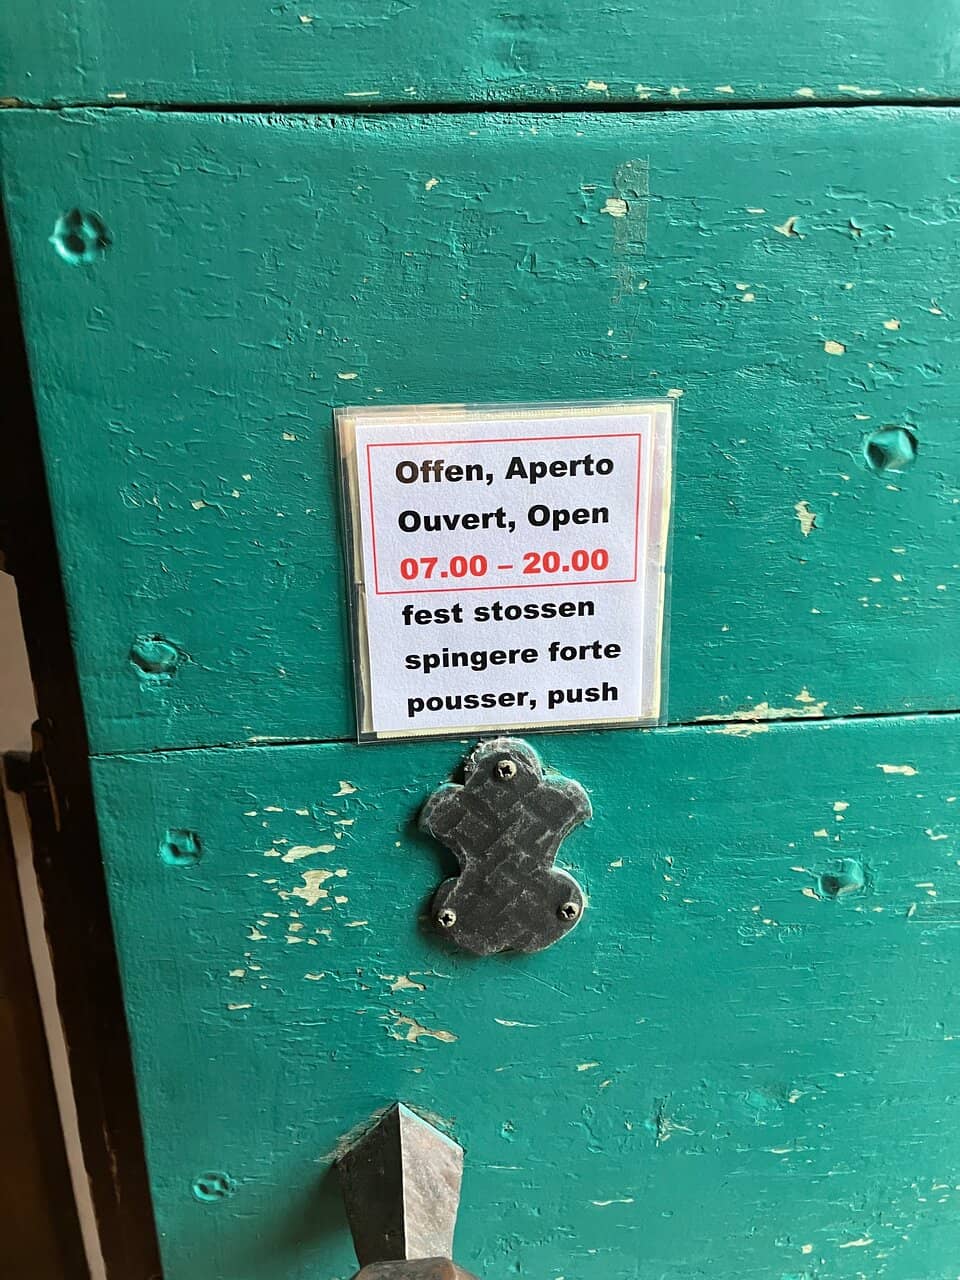 Offen, Aperto
Ouvert, Open
07.00 – 20.00
fest stossen
spingere forte
pousser, push